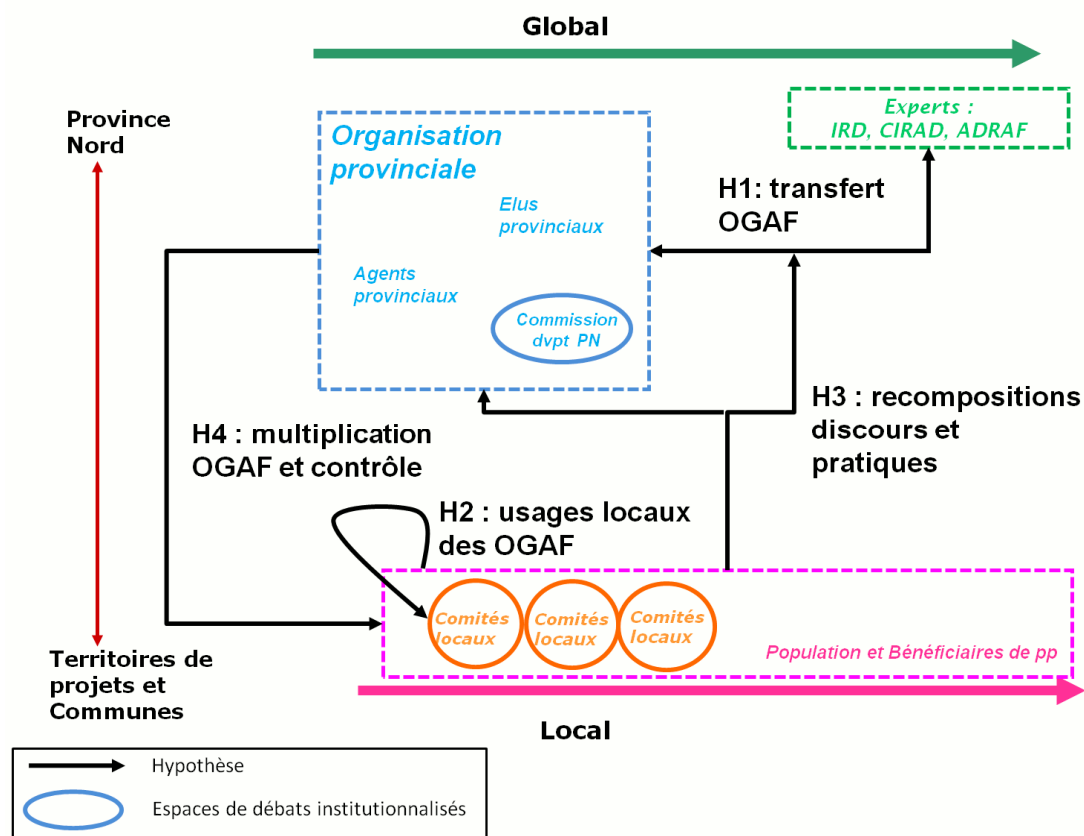 Global
Province
Nord
Experts :
IRD, CIRAD, ADRAF
Organisation
provinciale
Elus
provinciaux
Agents
provinciaux
Commission
dvpt PN
H1: transfert
OGAF
H3 : recompositions
discours et
pratiques
H4 : multiplication
OGAF et contrôle
H2 : usages locaux
des OGAF
Comités
locaux
Comités
locaux
Comités
locaux
Population et Bénéficiaires de pp
Territoires de
projets et
Communes
Local
Hypothèse
Espaces de débats institutionnalisés